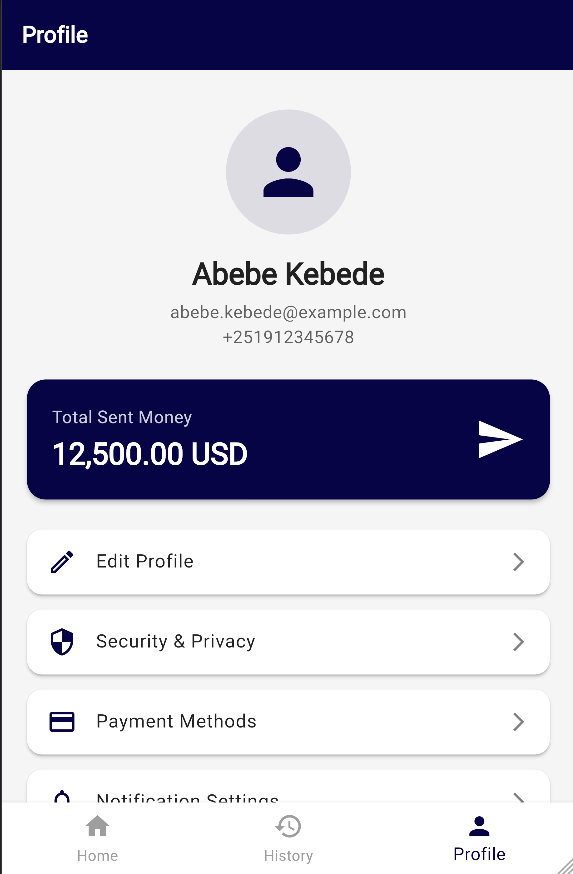 Profile
Abebe Kebede
abebe.kebede@example.com
+251912345678
Total Sent Money
12,500.00 USD
Edit Profile
Security & Privacy
Payment Methods
Notification Settings
Home
History
Profile